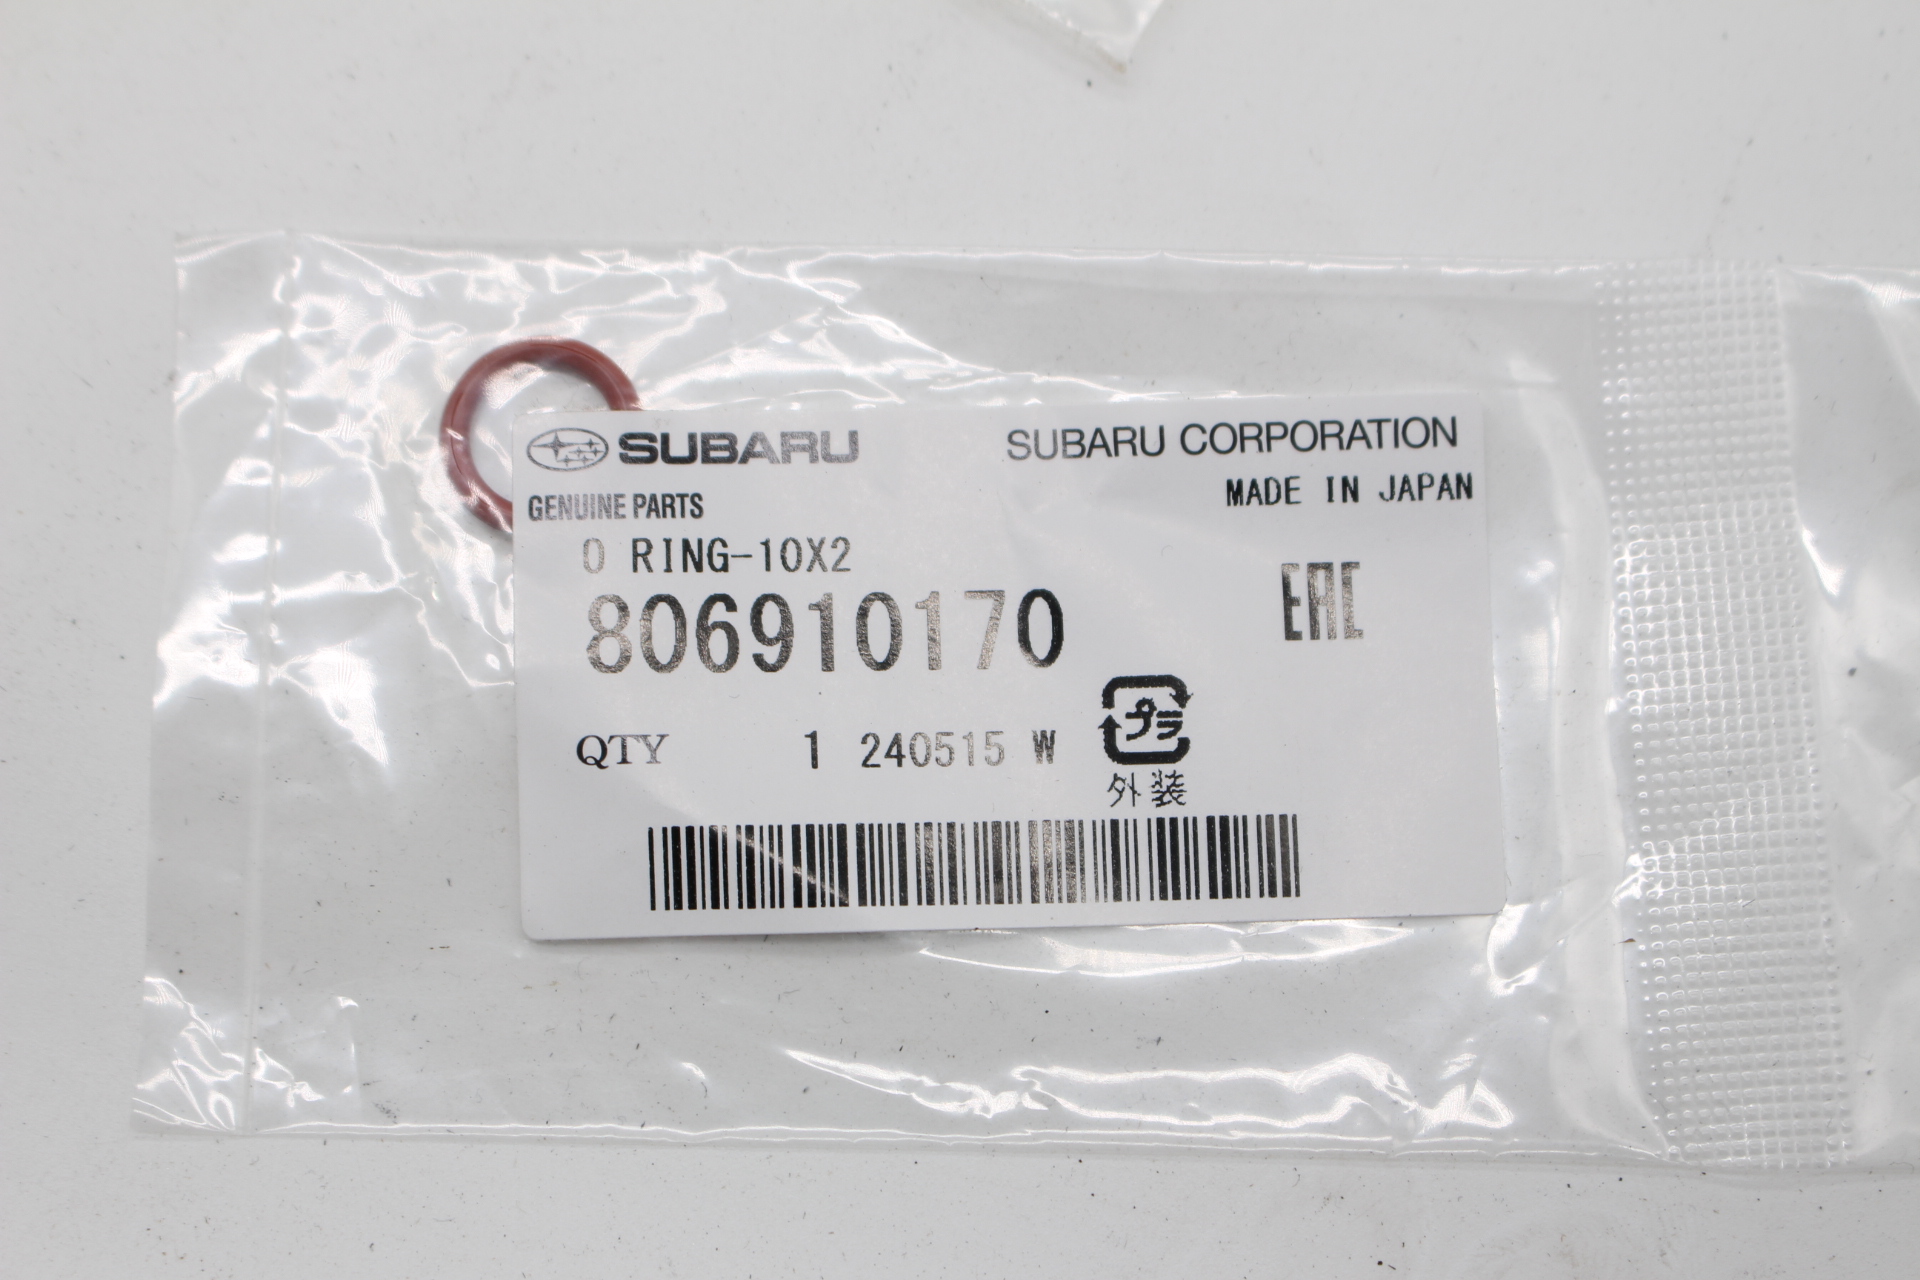 SUBARU
SUBARU CORPORATION
GENUINE PARTS
MADE IN JAPAN
O RING-10X2
806910170
EAC
QTY 1 240515 W
プラ
外装